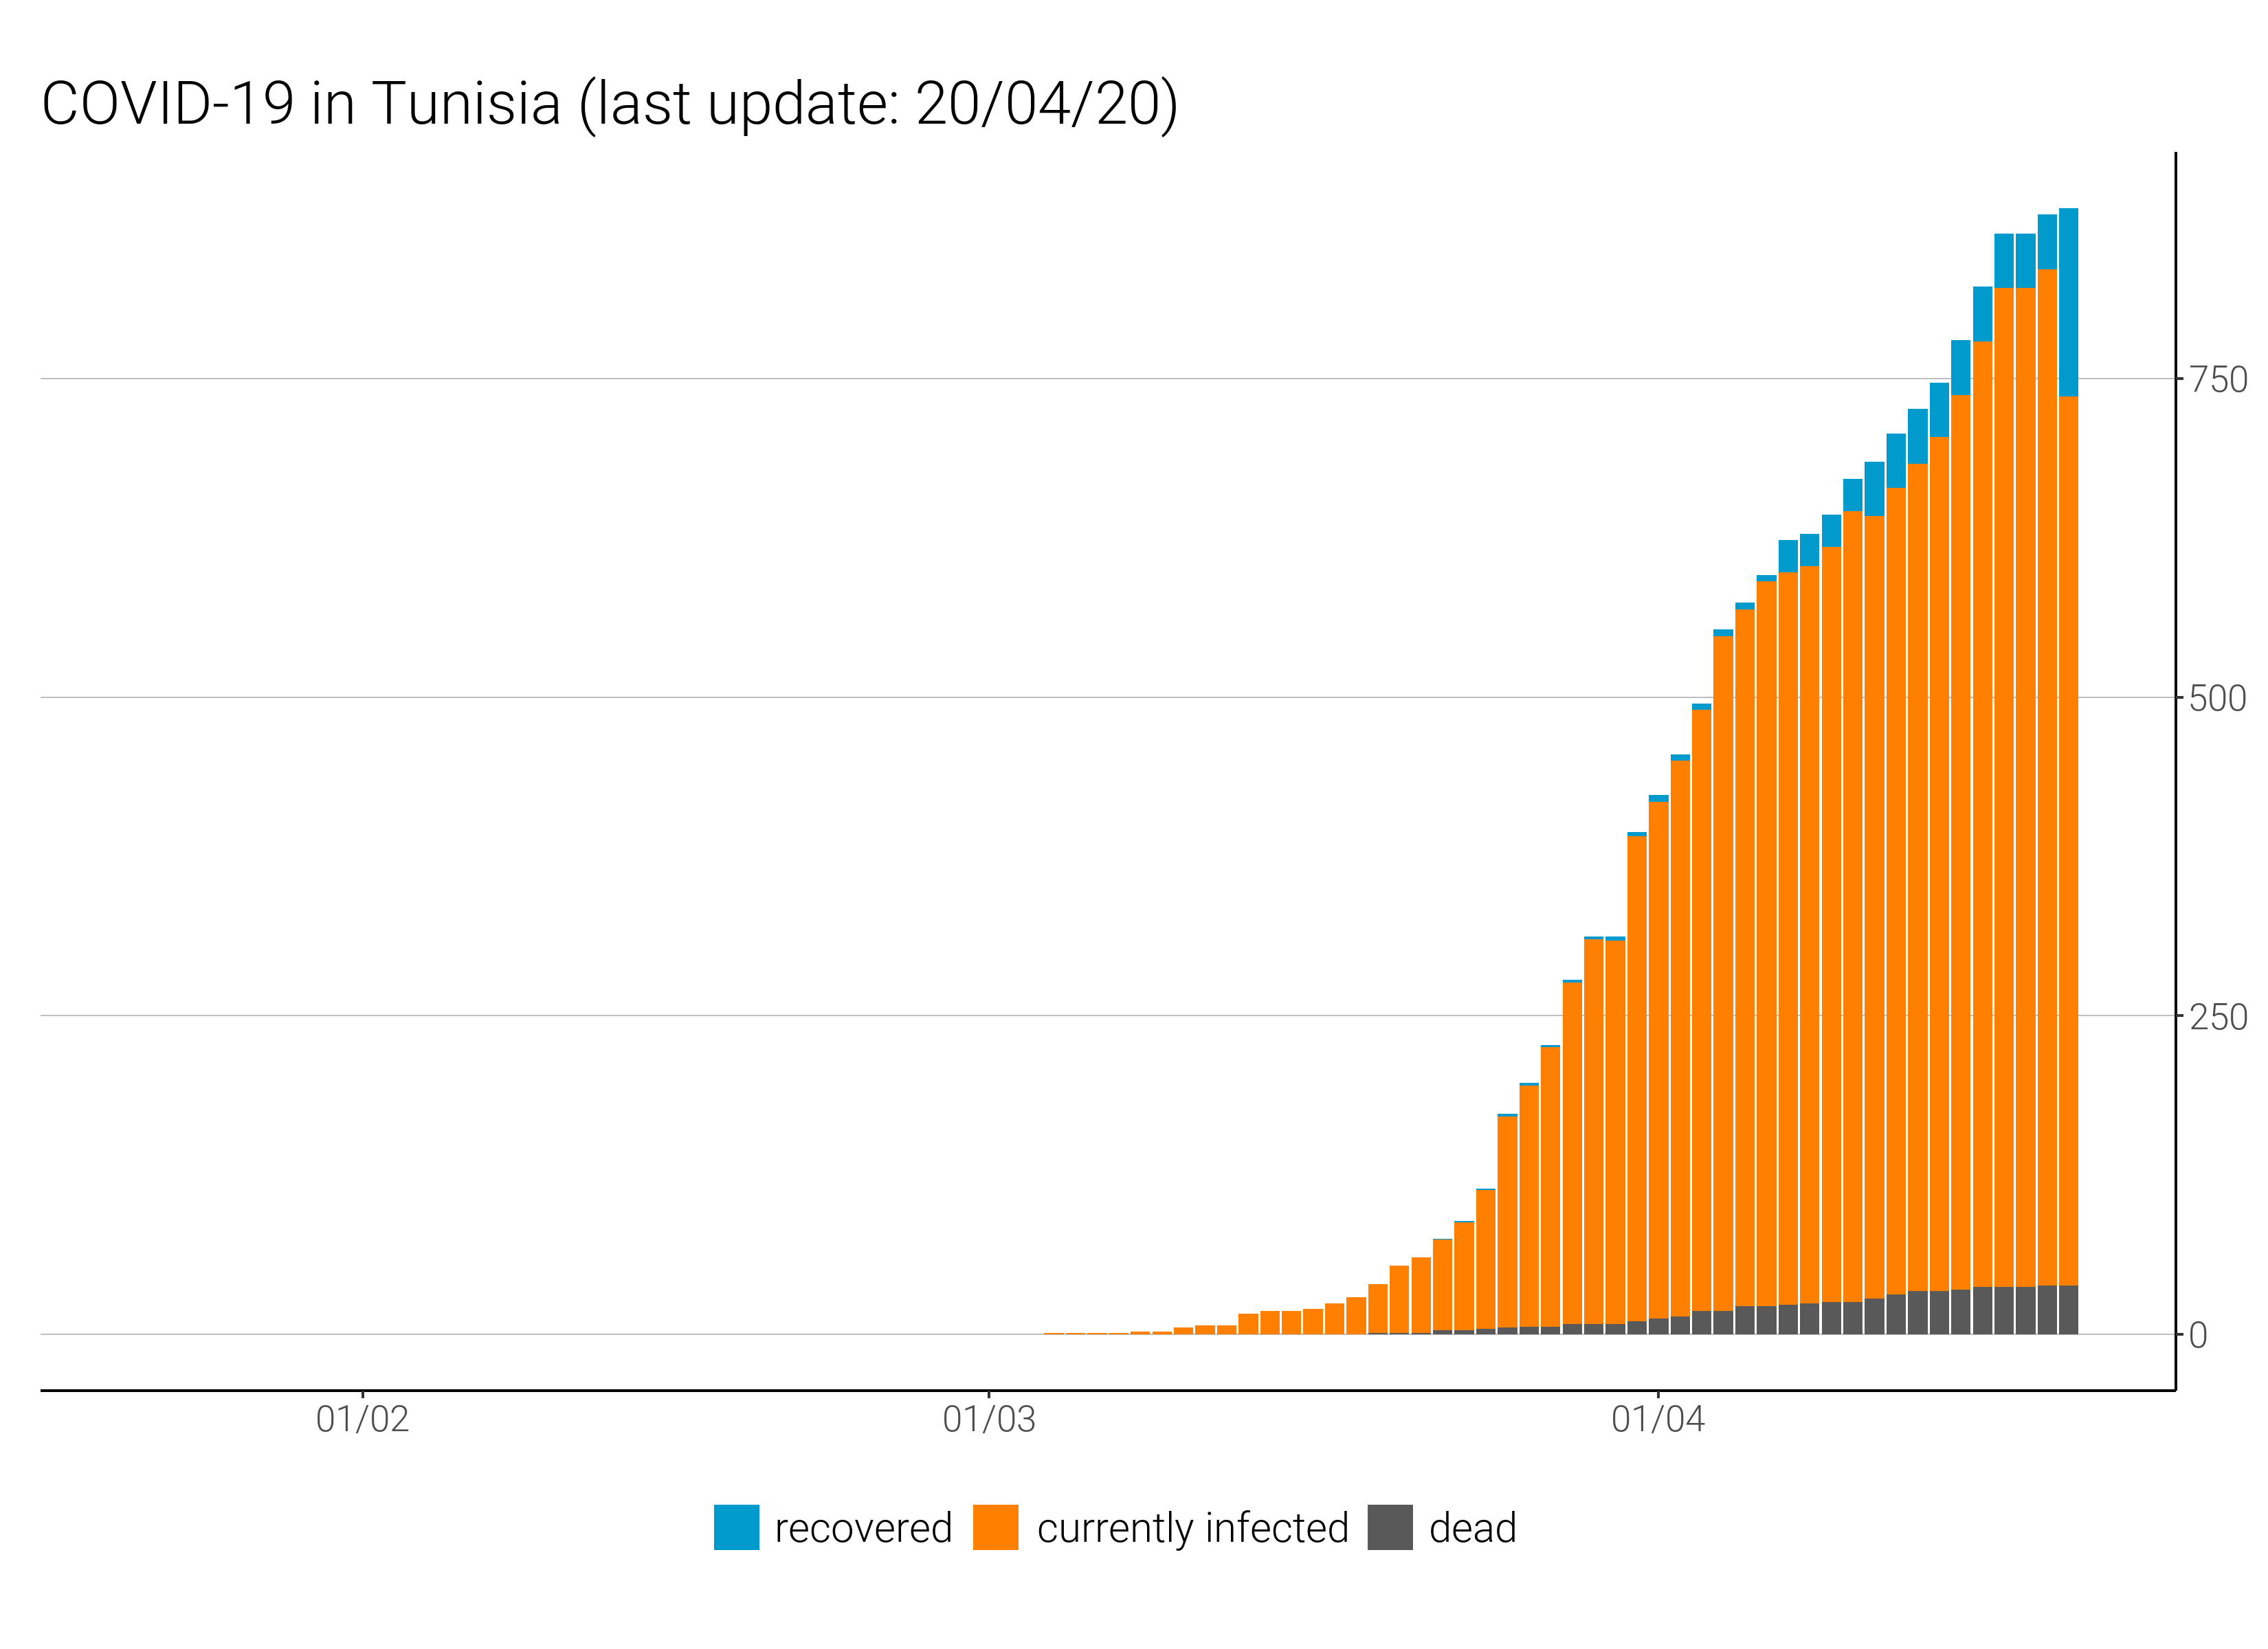 COVID-19 in Tunisia (last update: 20/04/20)
750
500
250
0
01/02 01/03 01/04
recovered currently infected dead